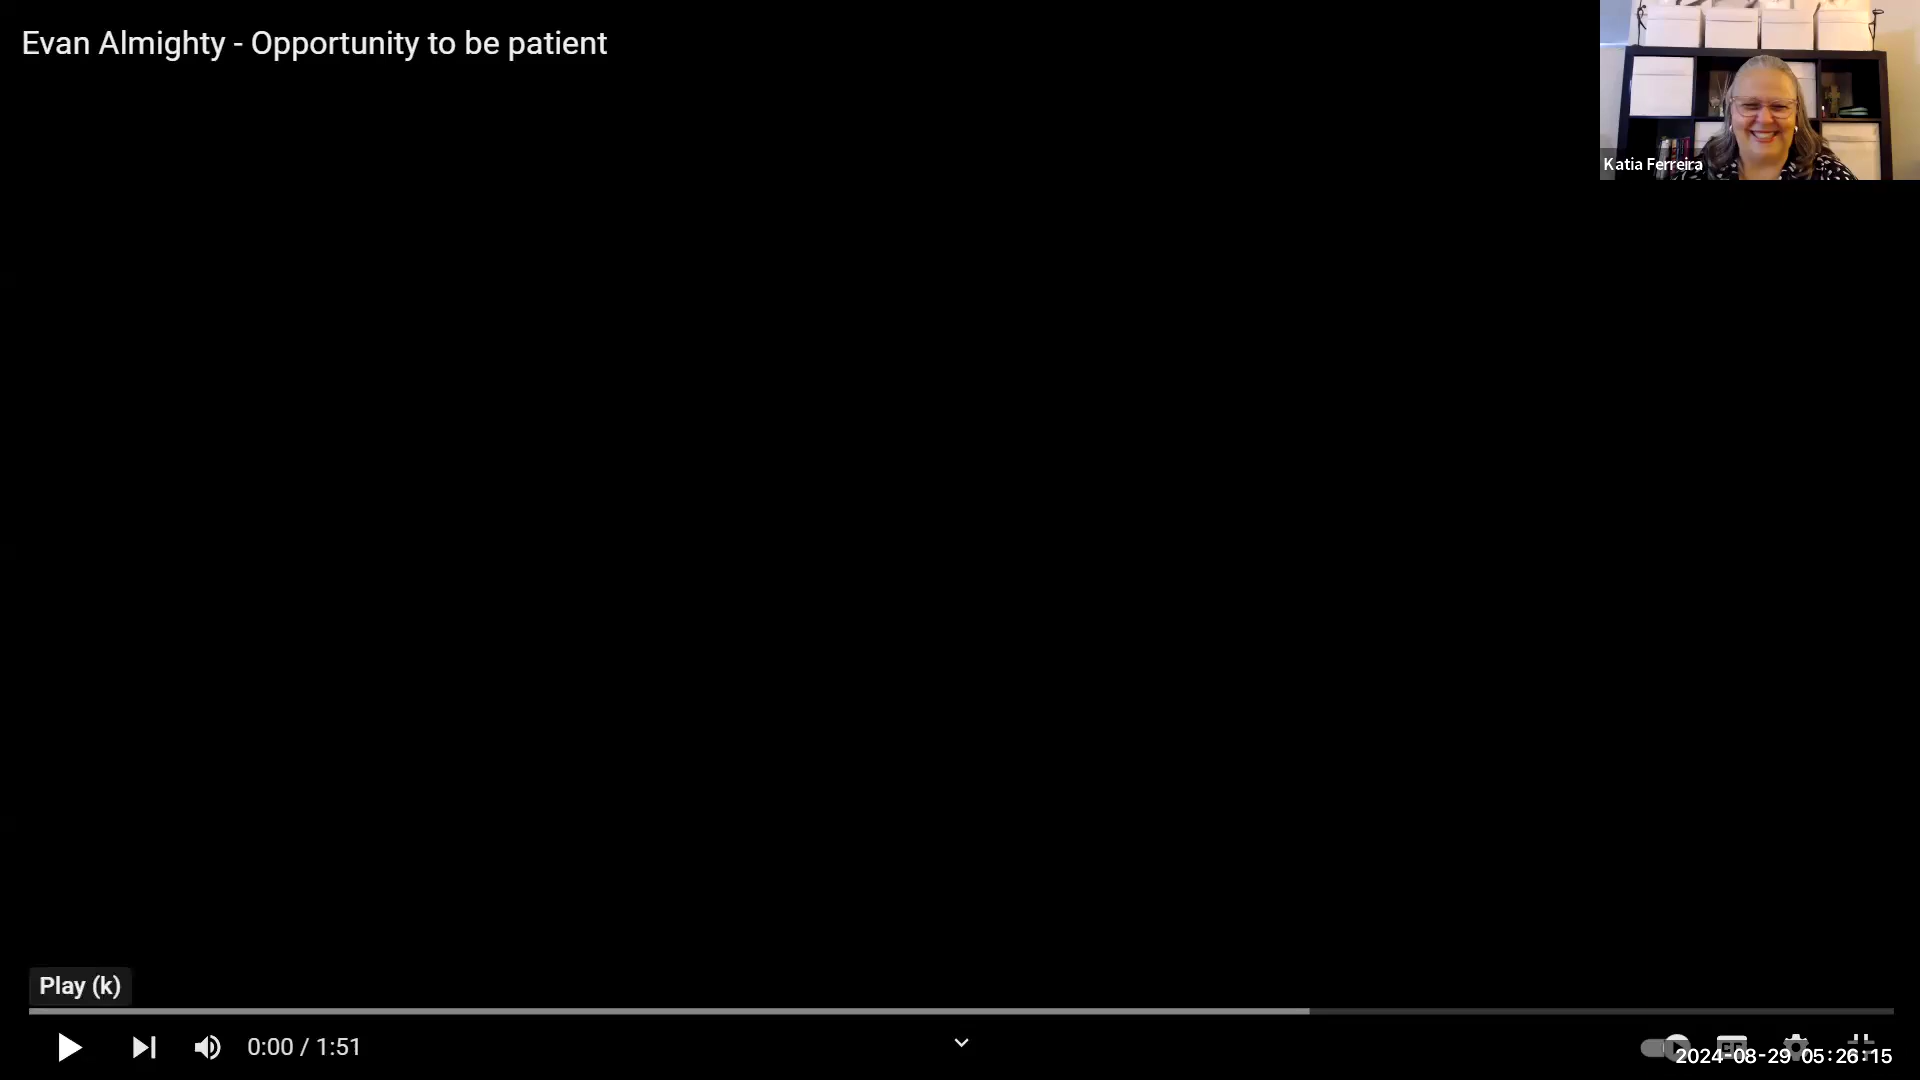 Evan Almighty - Opportunity to be patient
Katia Ferreira
Play (k)
0:00 / 1:51
2024-08-29 05:26:15